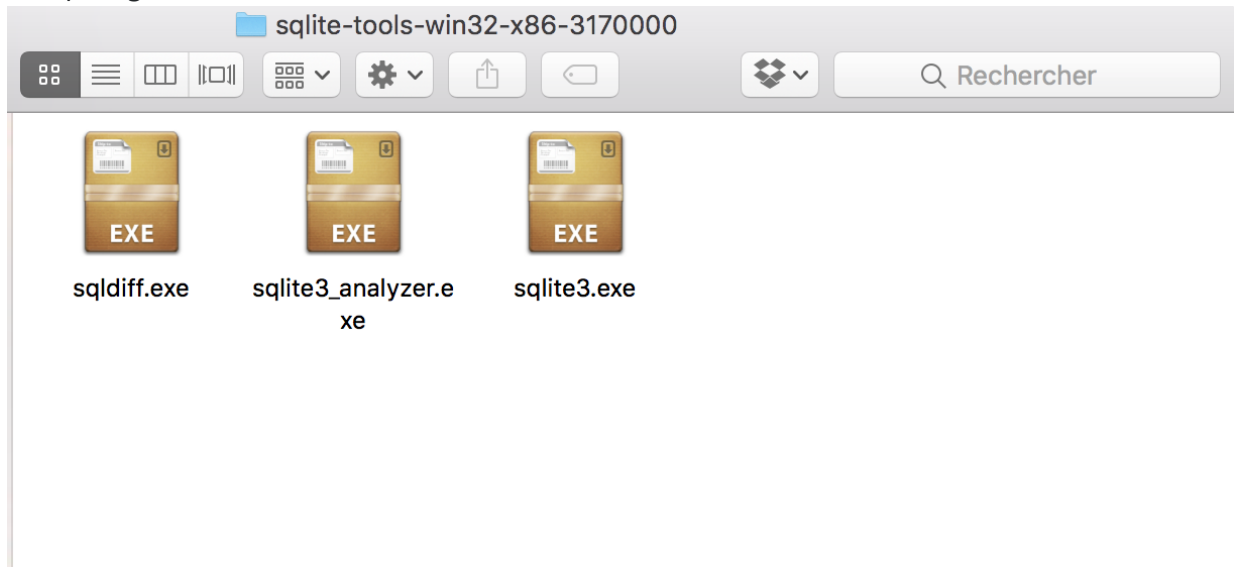 sqlite-tools-win32-x86-3170000
Rechercher
EXE EXE EXE
sqldiff.exe sqlite3_analyzer.e sqlite3.exe
xe